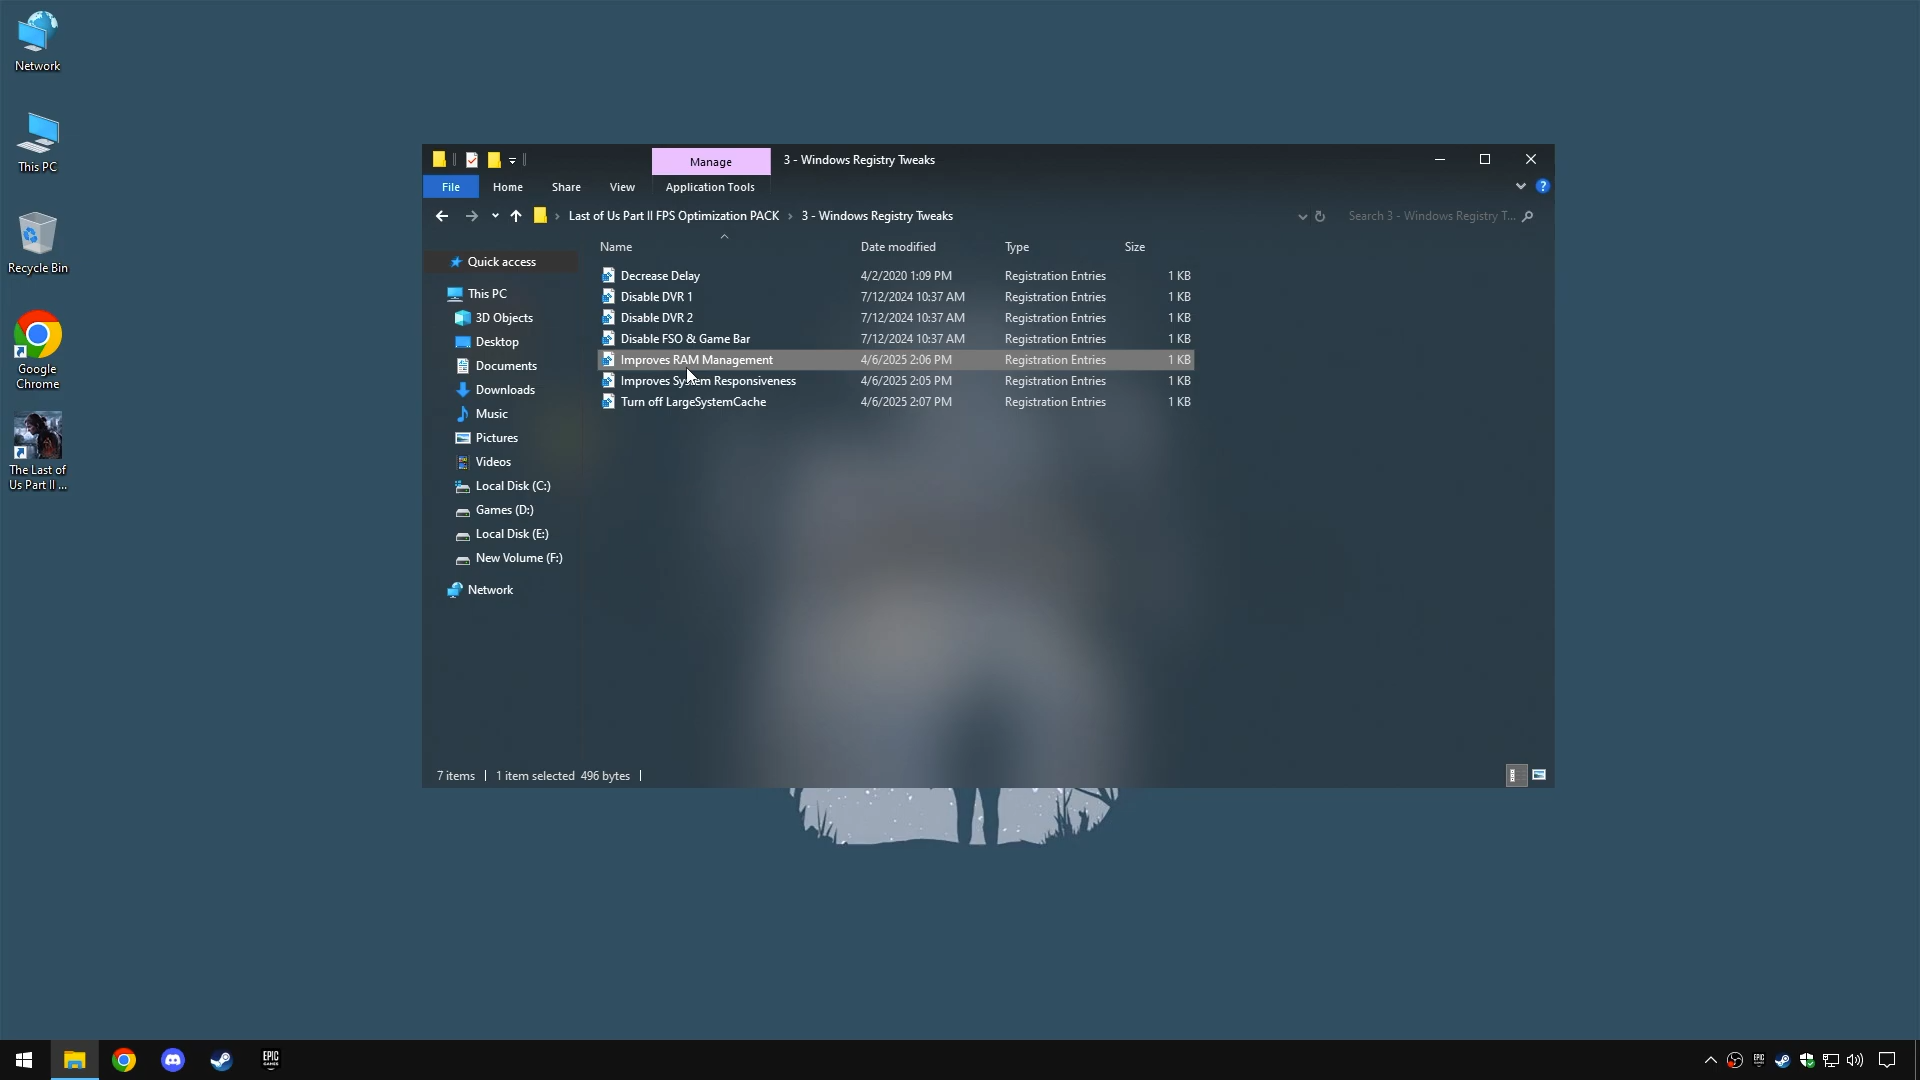 Network
This PC
Recycle Bin
Google
Chrome
The Last of
Us Part II ...
Manage
3 - Windows Registry Tweaks
File
Home
Share
View
Application Tools
Last of Us Part II FPS Optimization PACK
3 - Windows Registry Tweaks
Search 3 - Windows Registry T...
Name
Date modified
Type
Size
Quick access
This PC
3D Objects
Desktop
Documents
Downloads
Music
Pictures
Videos
Local Disk (C:)
Games (D:)
Local Disk (E:)
New Volume (F:)
Network
Decrease Delay 4/2/2020 1:09 PM Registration Entries 1 KB
Disable DVR 1 7/12/2024 10:37 AM Registration Entries 1 KB
Disable DVR 2 7/12/2024 10:37 AM Registration Entries 1 KB
Disable FSO & Game Bar 7/12/2024 10:37 AM Registration Entries 1 KB
Improves RAM Management 4/6/2025 2:06 PM Registration Entries 1 KB
Improves System Responsiveness 4/6/2025 2:05 PM Registration Entries 1 KB
Turn off LargeSystemCache 4/6/2025 2:07 PM Registration Entries 1 KB
7 items
1 item selected 496 bytes
EPIC
GAMES
EPIC